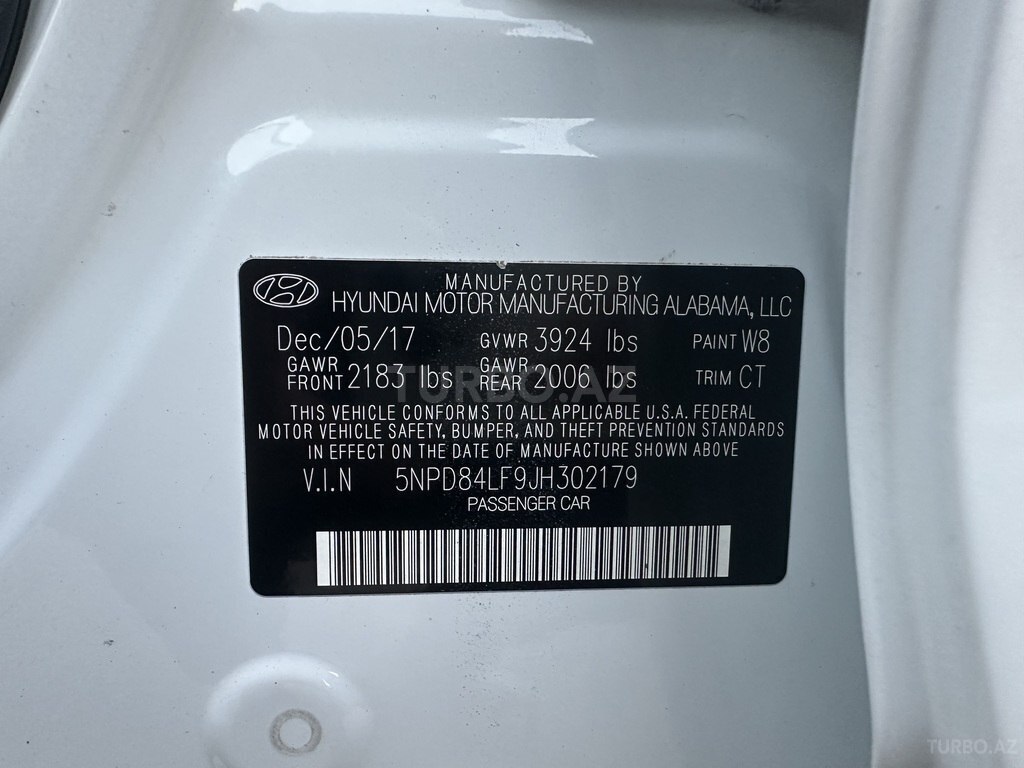 MANUFACTURED BY
HYUNDAI MOTOR MANUFACTURING ALABAMA, LLC
Dec/05/17 GVWR 3924 lbs PAINT W8
GAWR FRONT 2183 lbs GAWR REAR 2006 lbs TRIM CT
THIS VEHICLE CONFORMS TO ALL APPLICABLE U.S.A. FEDERAL
MOTOR VEHICLE SAFETY, BUMPER, AND THEFT PREVENTION STANDARDS
IN EFFECT ON THE DATE OF MANUFACTURE SHOWN ABOVE
V.I.N 5NPD84LF9JH302179
PASSENGER CAR
TURBO.AZ
TURBO.AZ